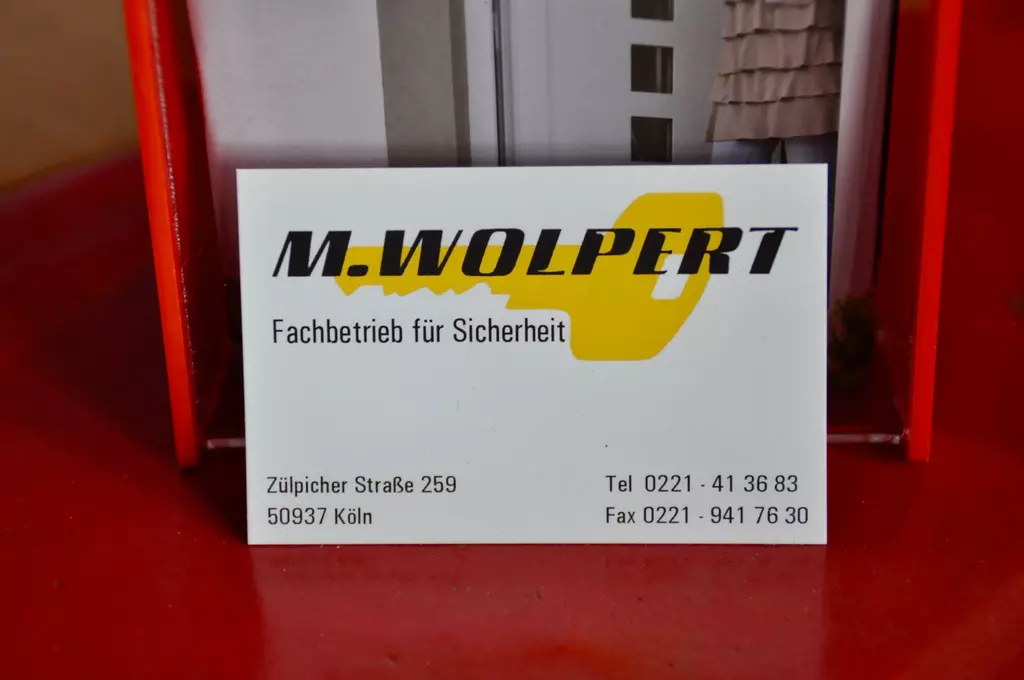 M.WOLPERT
Fachbetrieb für Sicherheit
Zülpicher Straße 259
50937 Köln
Tel 0221 - 41 36 83
Fax 0221 - 941 76 30